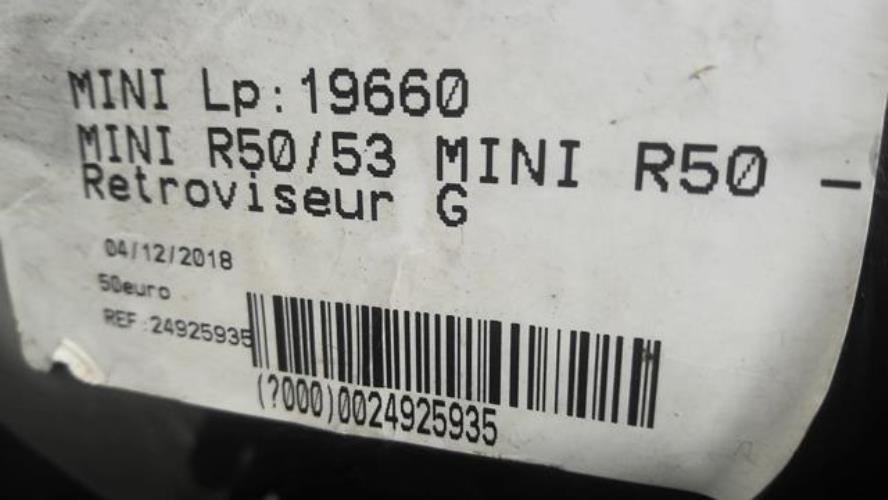 MINI Lp:19660
MINI R50/53 MINI R50 -
Retroviseur G
04/12/2018
50euro
REF:24925935
(?000)0024925935